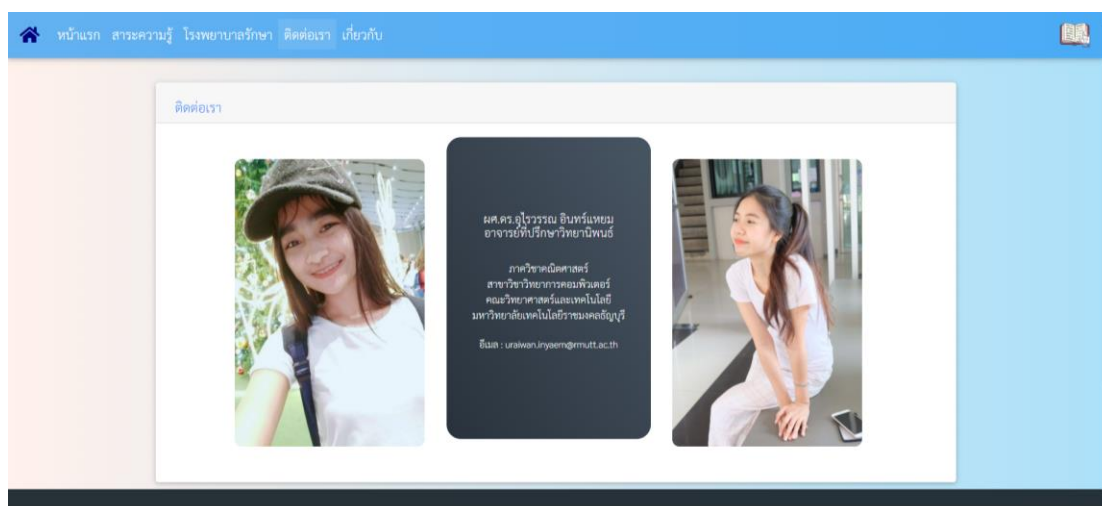 หน้าแรก สาระความรู้ โรงพยาบาลรักษา ติดต่อเรา เกี่ยวกับ
ติดต่อเรา
ผศ.ดร.อุไรวรรณ อินทร์แหยม
อาจารย์ที่ปรึกษาวิทยานิพนธ์
ภาควิชาคณิตศาสตร์
สาขาวิชาวิทยาการคอมพิวเตอร์
คณะวิทยาศาสตร์และเทคโนโลยี
มหาวิทยาลัยเทคโนโลยีราชมงคลธัญบุรี
อีเมล : uraiwan.inyaem@rmutt.ac.th